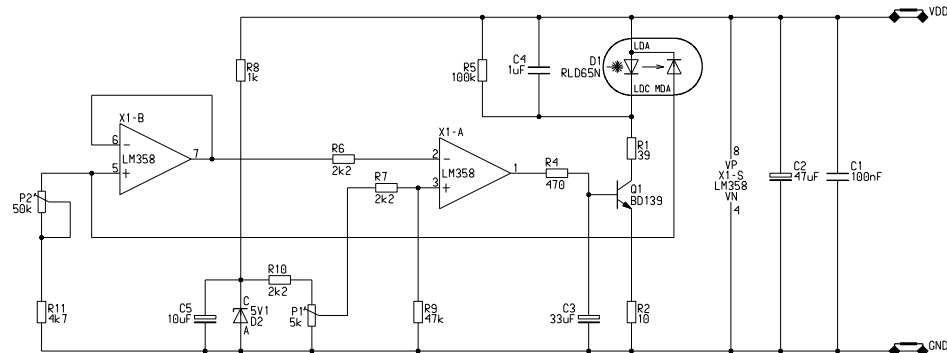 VDD
R8
1k
R5
100k
C4
1uF
D1
RLD65N
LDA
LDC MDA
X1-B
6
-
5
+
LM358
7
R6
2k2
X1-A
2
-
3
+
LM358
1
R7
2k2
R4
470
R1
39
Q1
BD139
8
VP
X1-S
LM358
VN
4
C2
47uF
C1
100nF
P2
50k
R11
4k7
C5
10uF
C
5V1
D2
A
R10
2k2
P1
5k
R9
47k
C3
33uF
R2
10
GND